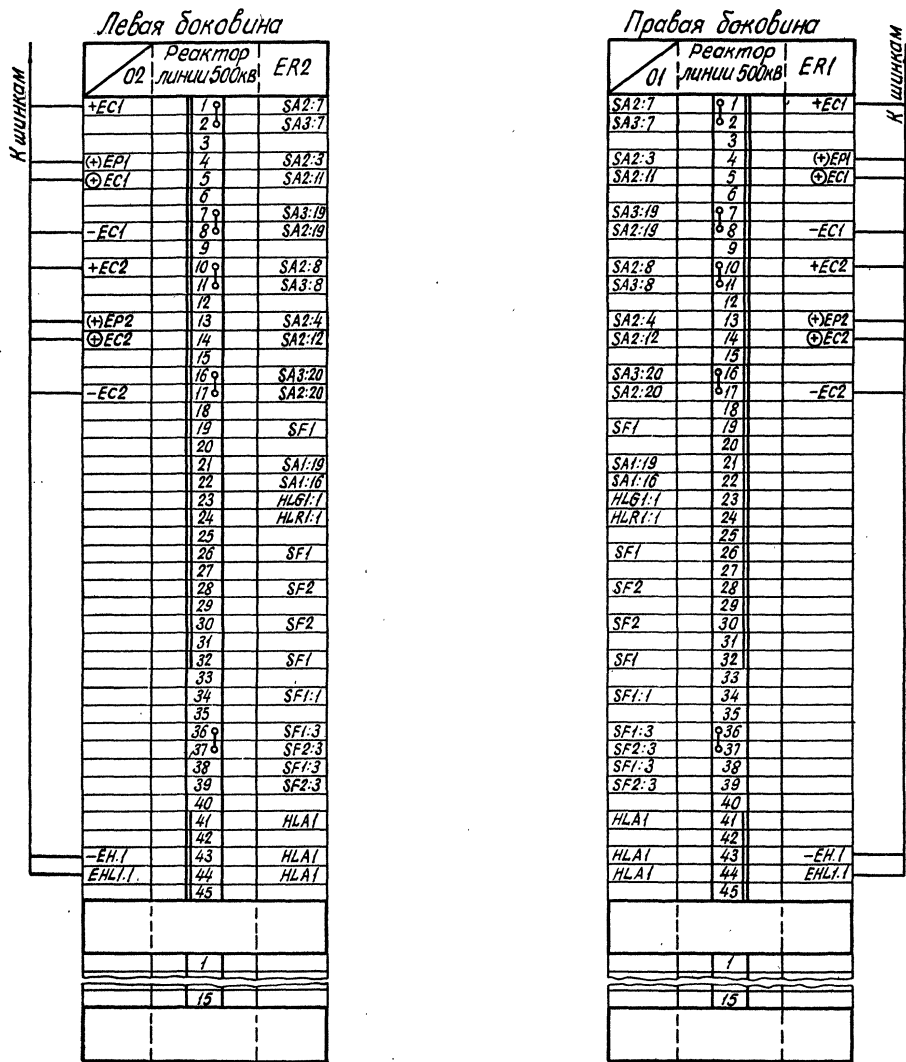 Левая боковина
К шинкам
02 Реактор линии 500кв ER2
+EC1 1 SA2:7
2 SA3:7
3
(+)EP1 4 SA2:3
⊕EC1 5 SA2:11
6
7 SA3:19
-EC1 8 SA2:19
9
+EC2 10 SA2:8
11 SA3:8
12
(+)EP2 13 SA2:4
⊕EC2 14 SA2:12
15
16 SA3:20
-EC2 17 SA2:20
18
19 SF1
20
21 SA1:19
22 SA1:16
23 HLG1:1
24 HLR1:1
25
26 SF1
27
28 SF2
29
30 SF2
31
32 SF1
33
34 SF1:1
35
36 SF1:3
37 SF2:3
38 SF1:3
39 SF2:3
40
41 HLA1
42
-EH.1 43 HLA1
EHL1.1. 44 HLA1
45
1
15
Правая боковина
К шинкам
01 Реактор линии 500кв ER1
SA2:7 1 +EC1
SA3:7 2
3
SA2:3 4 (+)EP1
SA2:11 5 ⊕EC1
6
SA3:19 7
SA2:19 8 -EC1
9
SA2:8 10 +EC2
SA3:8 11
12
SA2:4 13 (+)EP2
SA2:12 14 ⊕EC2
15
SA3:20 16
SA2:20 17 -EC2
18
SF1 19
20
SA1:19 21
SA1:16 22
HLG1:1 23
HLR1:1 24
25
SF1 26
27
SF2 28
29
SF2 30
31
SF1 32
33
SF1:1 34
35
SF1:3 36
SF2:3 37
SF1:3 38
SF2:3 39
40
HLA1 41
42
HLA1 43 -EH.1
HLA1 44 EHL1.1
45
1
15